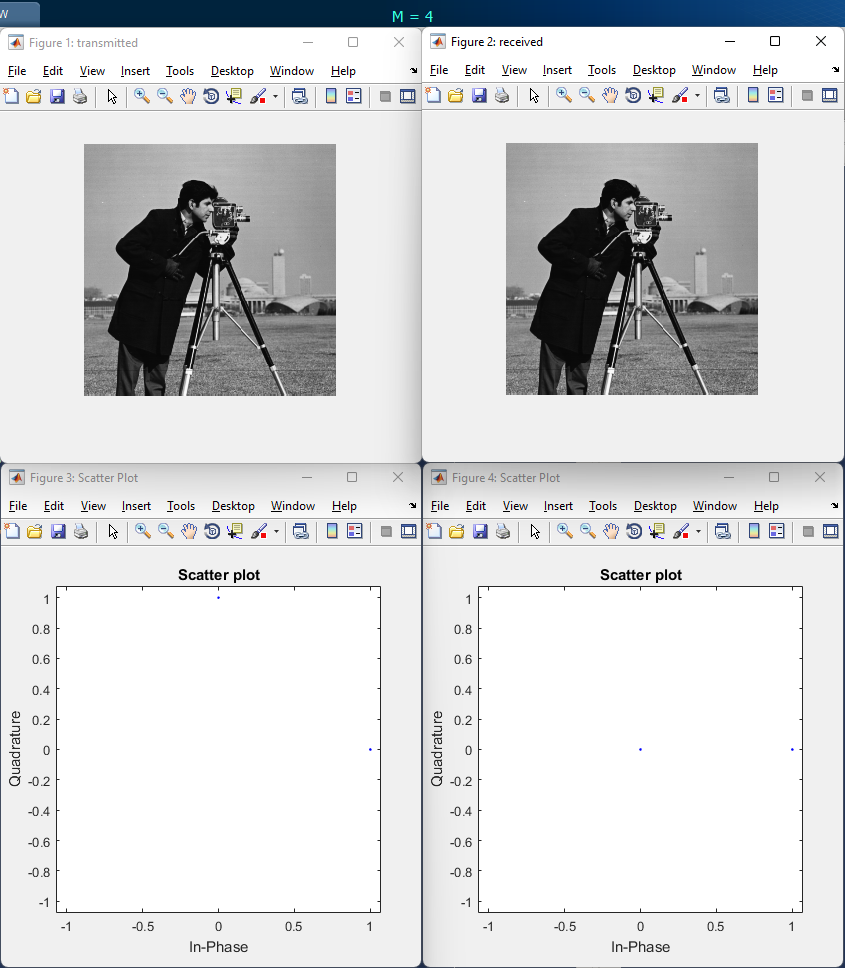 W
M = 4
Figure 1: transmitted
File Edit View Insert Tools Desktop Window Help
Figure 2: received
File Edit View Insert Tools Desktop Window Help
Figure 3: Scatter Plot
File Edit View Insert Tools Desktop Window Help
Scatter plot
1
0.8
0.6
0.4
0.2
0
-0.2
-0.4
-0.6
-0.8
-1
Quadrature
-1 -0.5 0 0.5 1
In-Phase
Figure 4: Scatter Plot
File Edit View Insert Tools Desktop Window Help
Scatter plot
1
0.8
0.6
0.4
0.2
0
-0.2
-0.4
-0.6
-0.8
-1
Quadrature
-1 -0.5 0 0.5 1
In-Phase